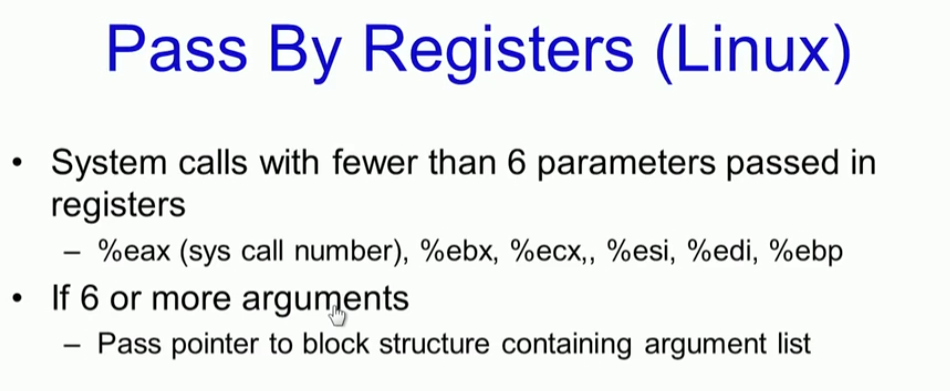 Pass By Registers (Linux)
• System calls with fewer than 6 parameters passed in
registers
– %eax (sys call number), %ebx, %ecx,, %esi, %edi, %ebp
• If 6 or more arguments
– Pass pointer to block structure containing argument list